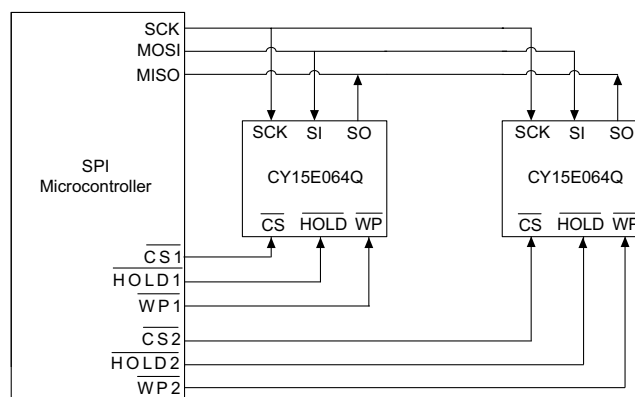 SCK
MOSI
MISO
SPI
Microcontroller
SCK SI SO
CY15E064Q
CS HOLD WP
SCK SI SO
CY15E064Q
CS HOLD WP
CS1
HOLD1
WP1
CS2
HOLD2
WP2